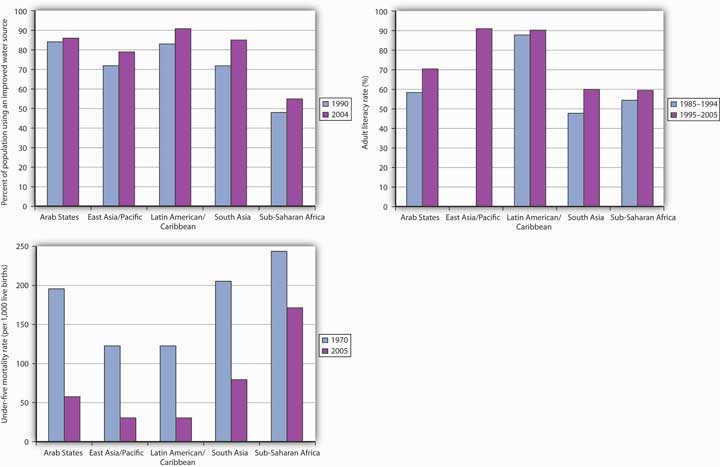 Percent of population using an improved water source
100
90
80
70
60
50
40
30
20
10
0
Arab States
East Asia/Pacific
Latin American/
Caribbean
South Asia
Sub-Saharan Africa
1990
2004
Adult literacy rate (%)
100
90
80
70
60
50
40
30
20
10
0
Arab States
East Asia/Pacific
Latin American/
Caribbean
South Asia
Sub-Saharan Africa
1985–1994
1995–2005
Under-five mortality rate (per 1,000 live births)
250
200
150
100
50
0
Arab States
East Asia/Pacific
Latin American/
Caribbean
South Asia
Sub-Saharan Africa
1970
2005